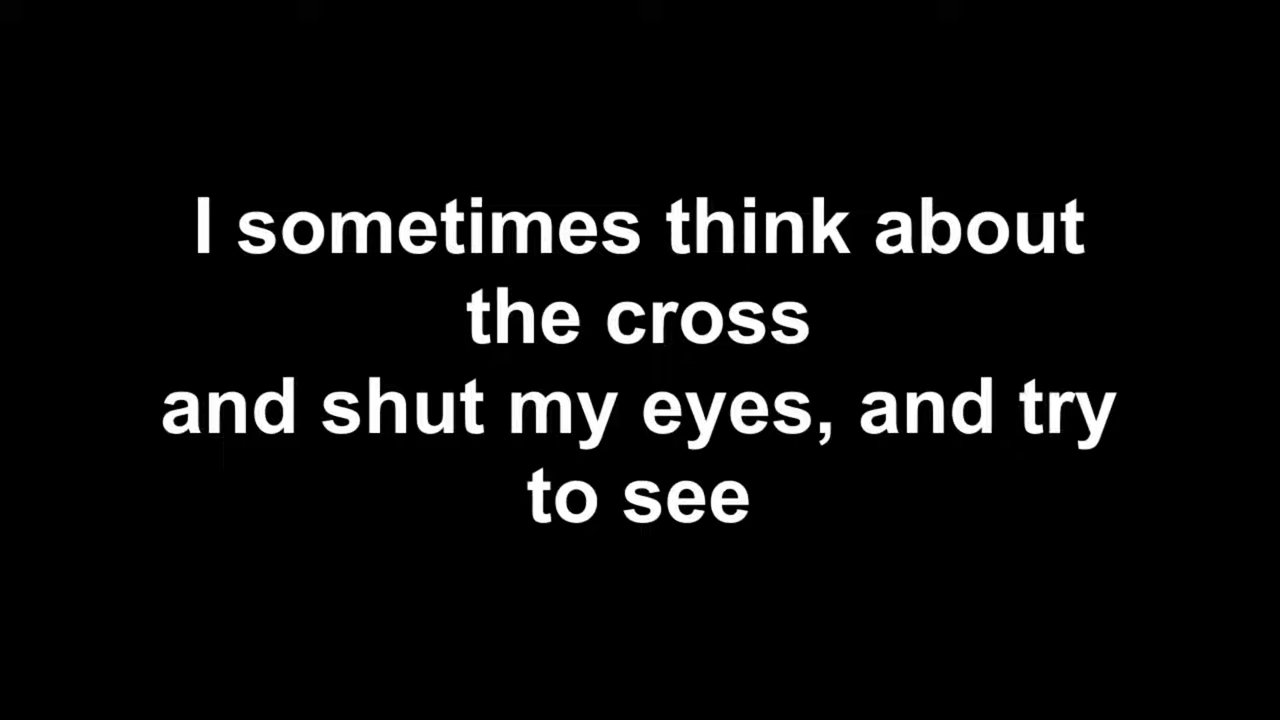 I sometimes think about
the cross
and shut my eyes, and try
to see